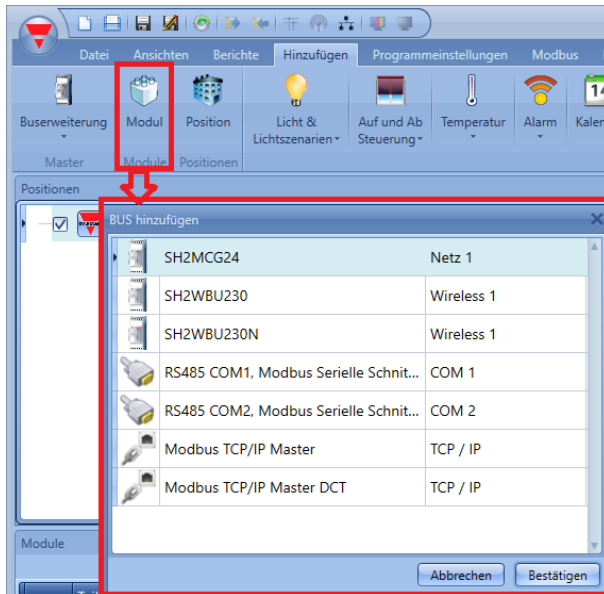 Datei Ansichten Berichte Hinzufügen Programmeinstellungen Modbus
Buserweiterung Modul Position Licht & Lichtszenarien Auf und Ab Steuerung Temperatur Alarm Kalen
14
Master Module Positionen
Positionen
BUS hinzufügen
SH2MCG24 Netz 1
SH2WBU230 Wireless 1
SH2WBU230N Wireless 1
RS485 COM1, Modbus Serielle Schnit... COM 1
RS485 COM2, Modbus Serielle Schnit... COM 2
Modbus TCP/IP Master TCP / IP
Modbus TCP/IP Master DCT TCP / IP
Module
Abbrechen Bestätigen